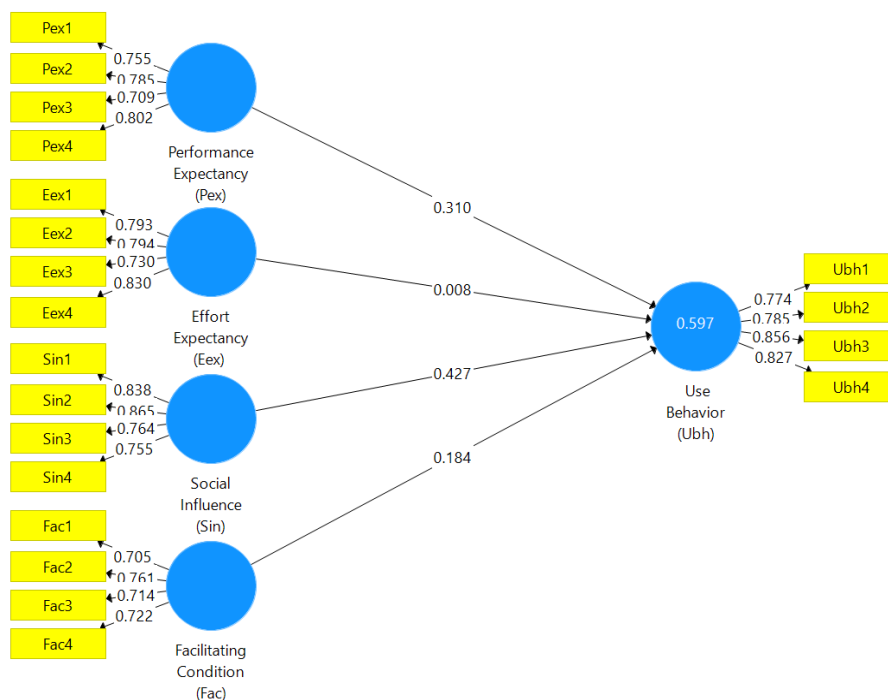 Pex1
0.755
Pex2
0.785
Pex3
0.709
0.802
Pex4
Performance
Expectancy
(Pex)
0.310
Eex1
0.793
Eex2
0.794
Eex3
0.730
0.830
Eex4
Effort
Expectancy
(Eex)
0.008
Sin1
0.838
Sin2
0.865
Sin3
0.764
0.755
Sin4
Social
Influence
(Sin)
0.427
Fac1
0.705
Fac2
0.761
Fac3
0.714
0.722
Fac4
Facilitating
Condition
(Fac)
0.184
0.597
Use
Behavior
(Ubh)
Ubh1
0.774
Ubh2
0.785
Ubh3
0.856
0.827
Ubh4